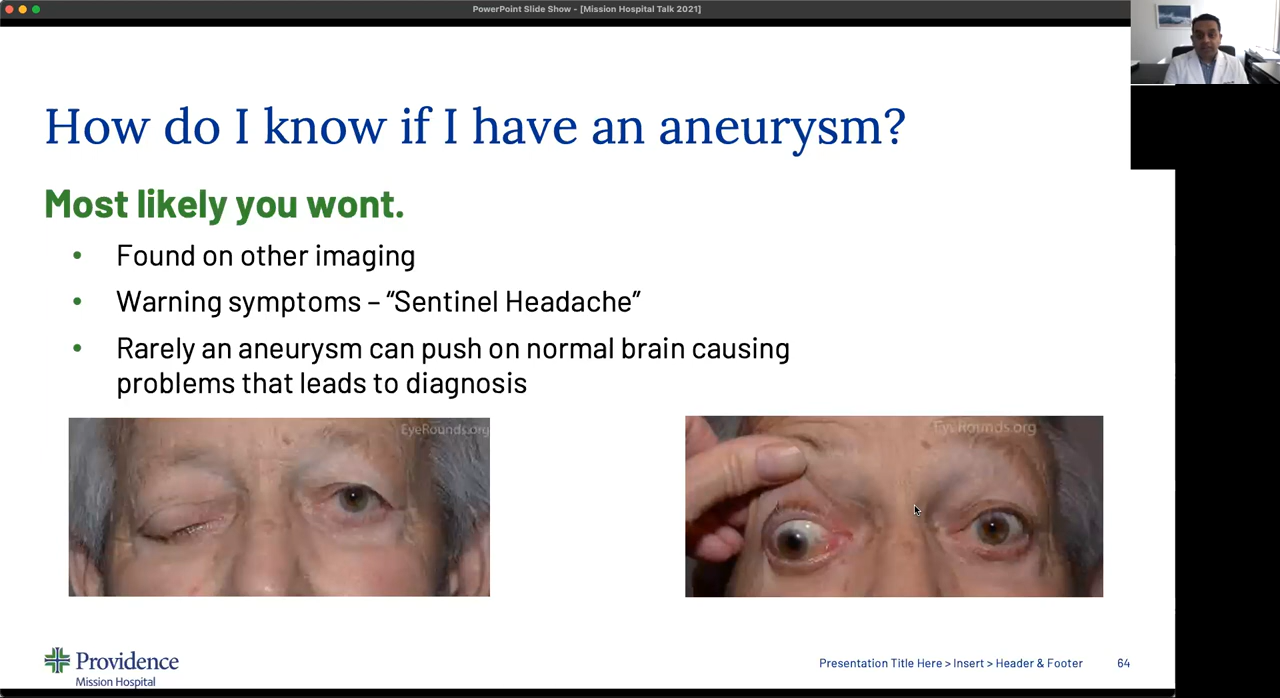 PowerPoint Slide Show - [Mission Hospital Talk 2021]
How do I know if I have an aneurysm?
Most likely you wont.
• Found on other imaging
• Warning symptoms – “Sentinel Headache”
• Rarely an aneurysm can push on normal brain causing
problems that leads to diagnosis
EyeRounds.org
EyeRounds.org
Providence
Mission Hospital
Presentation Title Here > Insert > Header & Footer
64